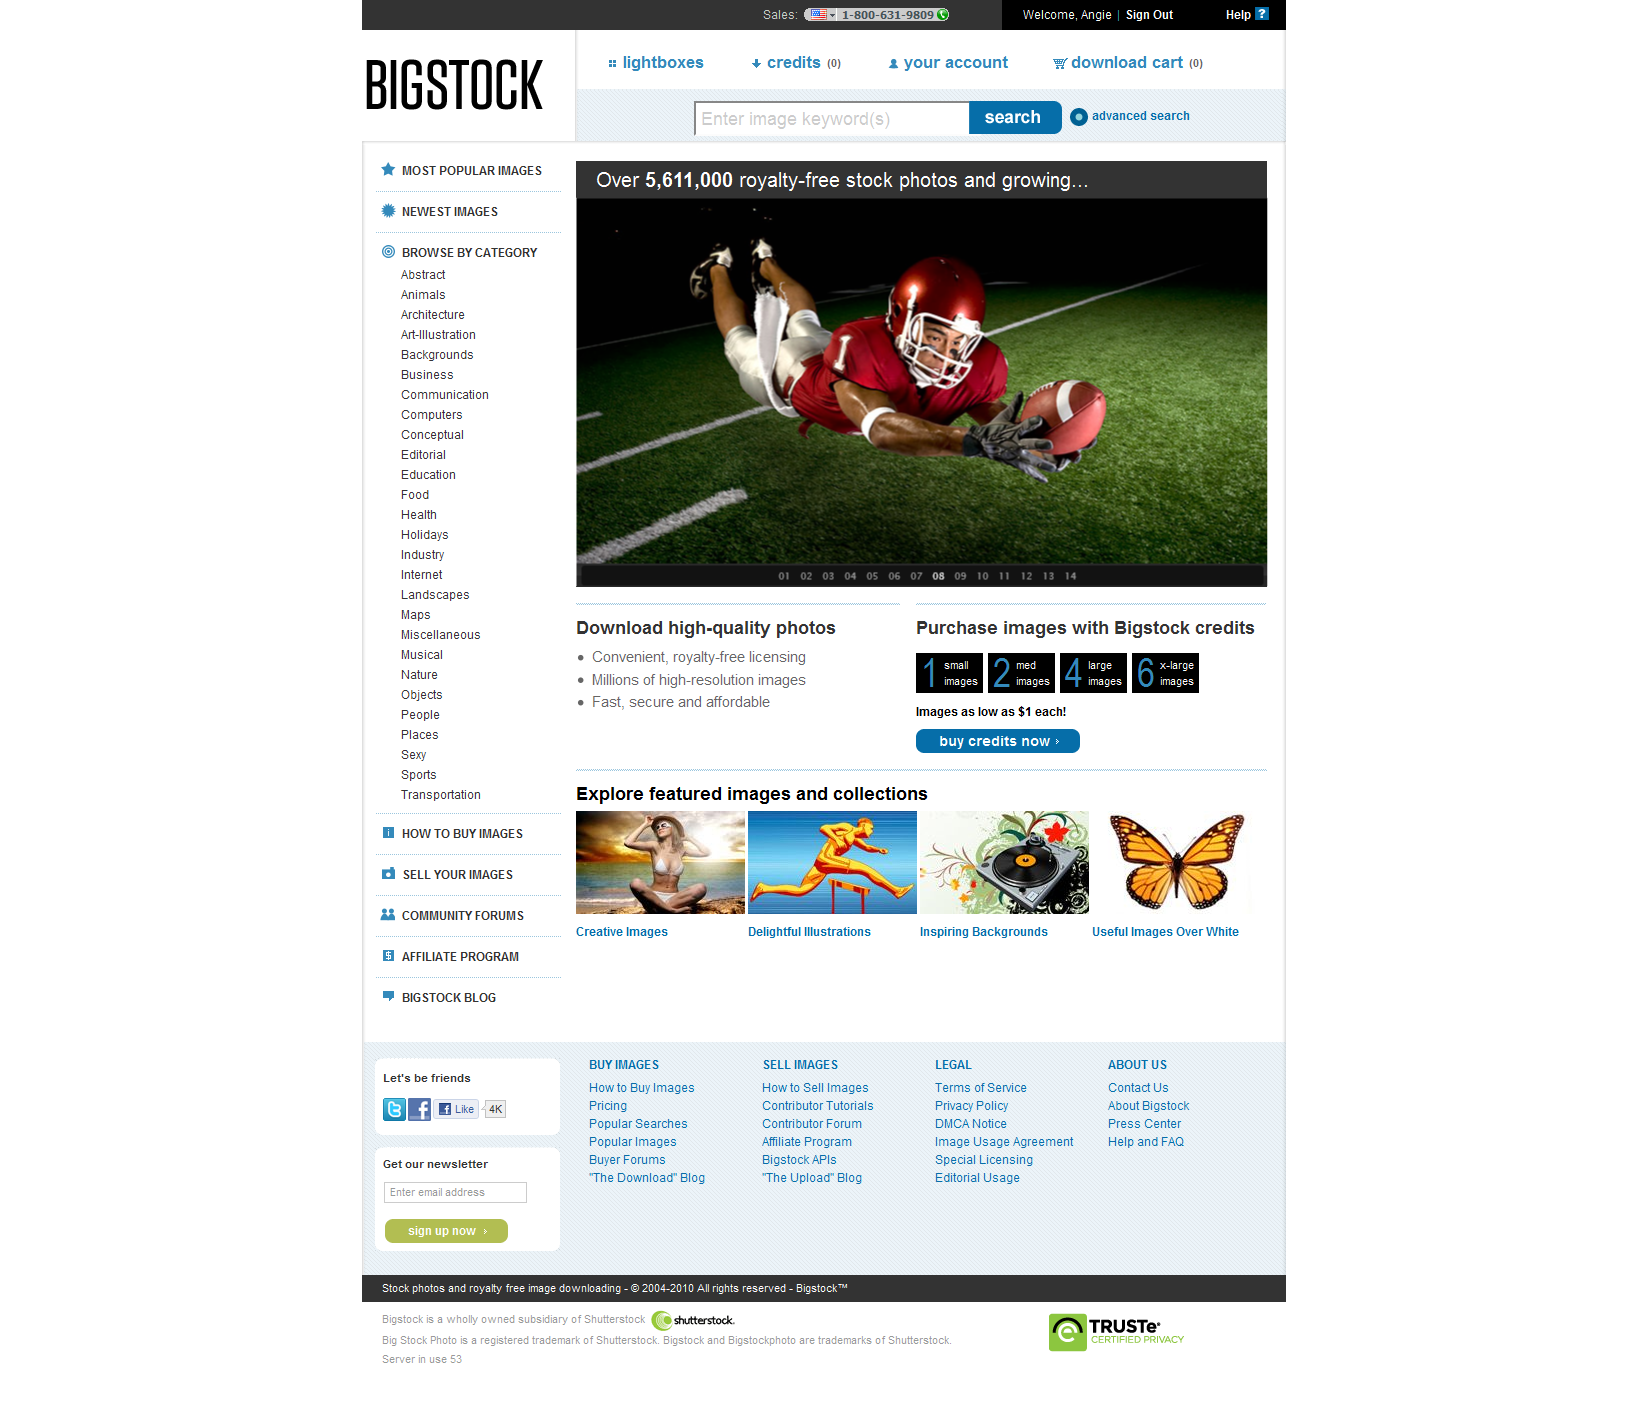 Sales: 1-800-631-9809
Welcome, Angie | Sign Out
Help ?
BIGSTOCK
lightboxes
credits (0)
your account
download cart (0)
Enter image keyword(s)
search
advanced search
MOST POPULAR IMAGES
NEWEST IMAGES
BROWSE BY CATEGORY
Abstract
Animals
Architecture
Art-Illustration
Backgrounds
Business
Communication
Computers
Conceptual
Editorial
Education
Food
Health
Holidays
Industry
Internet
Landscapes
Maps
Miscellaneous
Musical
Nature
Objects
People
Places
Sexy
Sports
Transportation
HOW TO BUY IMAGES
SELL YOUR IMAGES
COMMUNITY FORUMS
AFFILIATE PROGRAM
BIGSTOCK BLOG
Over 5,611,000 royalty-free stock photos and growing...
1
01 02 03 04 05 06 07 08 09 10 11 12 13 14
Download high-quality photos
Convenient, royalty-free licensing
Millions of high-resolution images
Fast, secure and affordable
Purchase images with Bigstock credits
1 small images
2 med images
4 large images
6 x-large images
Images as low as $1 each!
buy credits now ›
Explore featured images and collections
Creative Images
Delightful Illustrations
Inspiring Backgrounds
Useful Images Over White
Let's be friends
Like 4K
Get our newsletter
Enter email address
sign up now ›
BUY IMAGES
How to Buy Images
Pricing
Popular Searches
Popular Images
Buyer Forums
"The Download" Blog
SELL IMAGES
How to Sell Images
Contributor Tutorials
Contributor Forum
Affiliate Program
Bigstock APIs
"The Upload" Blog
LEGAL
Terms of Service
Privacy Policy
DMCA Notice
Image Usage Agreement
Special Licensing
Editorial Usage
ABOUT US
Contact Us
About Bigstock
Press Center
Help and FAQ
Stock photos and royalty free image downloading - © 2004-2010 All rights reserved - Bigstock™
Bigstock is a wholly owned subsidiary of Shutterstock shutterstock.
Big Stock Photo is a registered trademark of Shutterstock. Bigstock and Bigstockphoto are trademarks of Shutterstock.
Server in use 53
TRUSTe
CERTIFIED PRIVACY